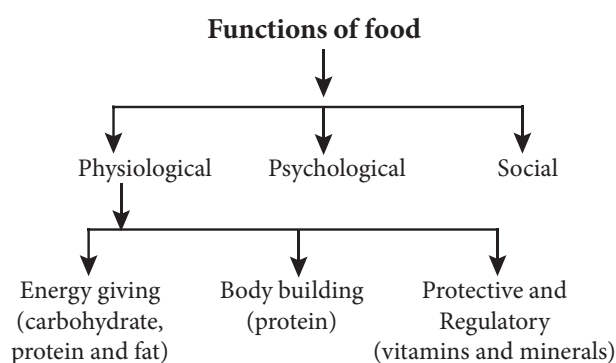 Functions of food
Physiological
Psychological
Social
Energy giving
(carbohydrate,
protein and fat)
Body building
(protein)
Protective and
Regulatory
(vitamins and minerals)